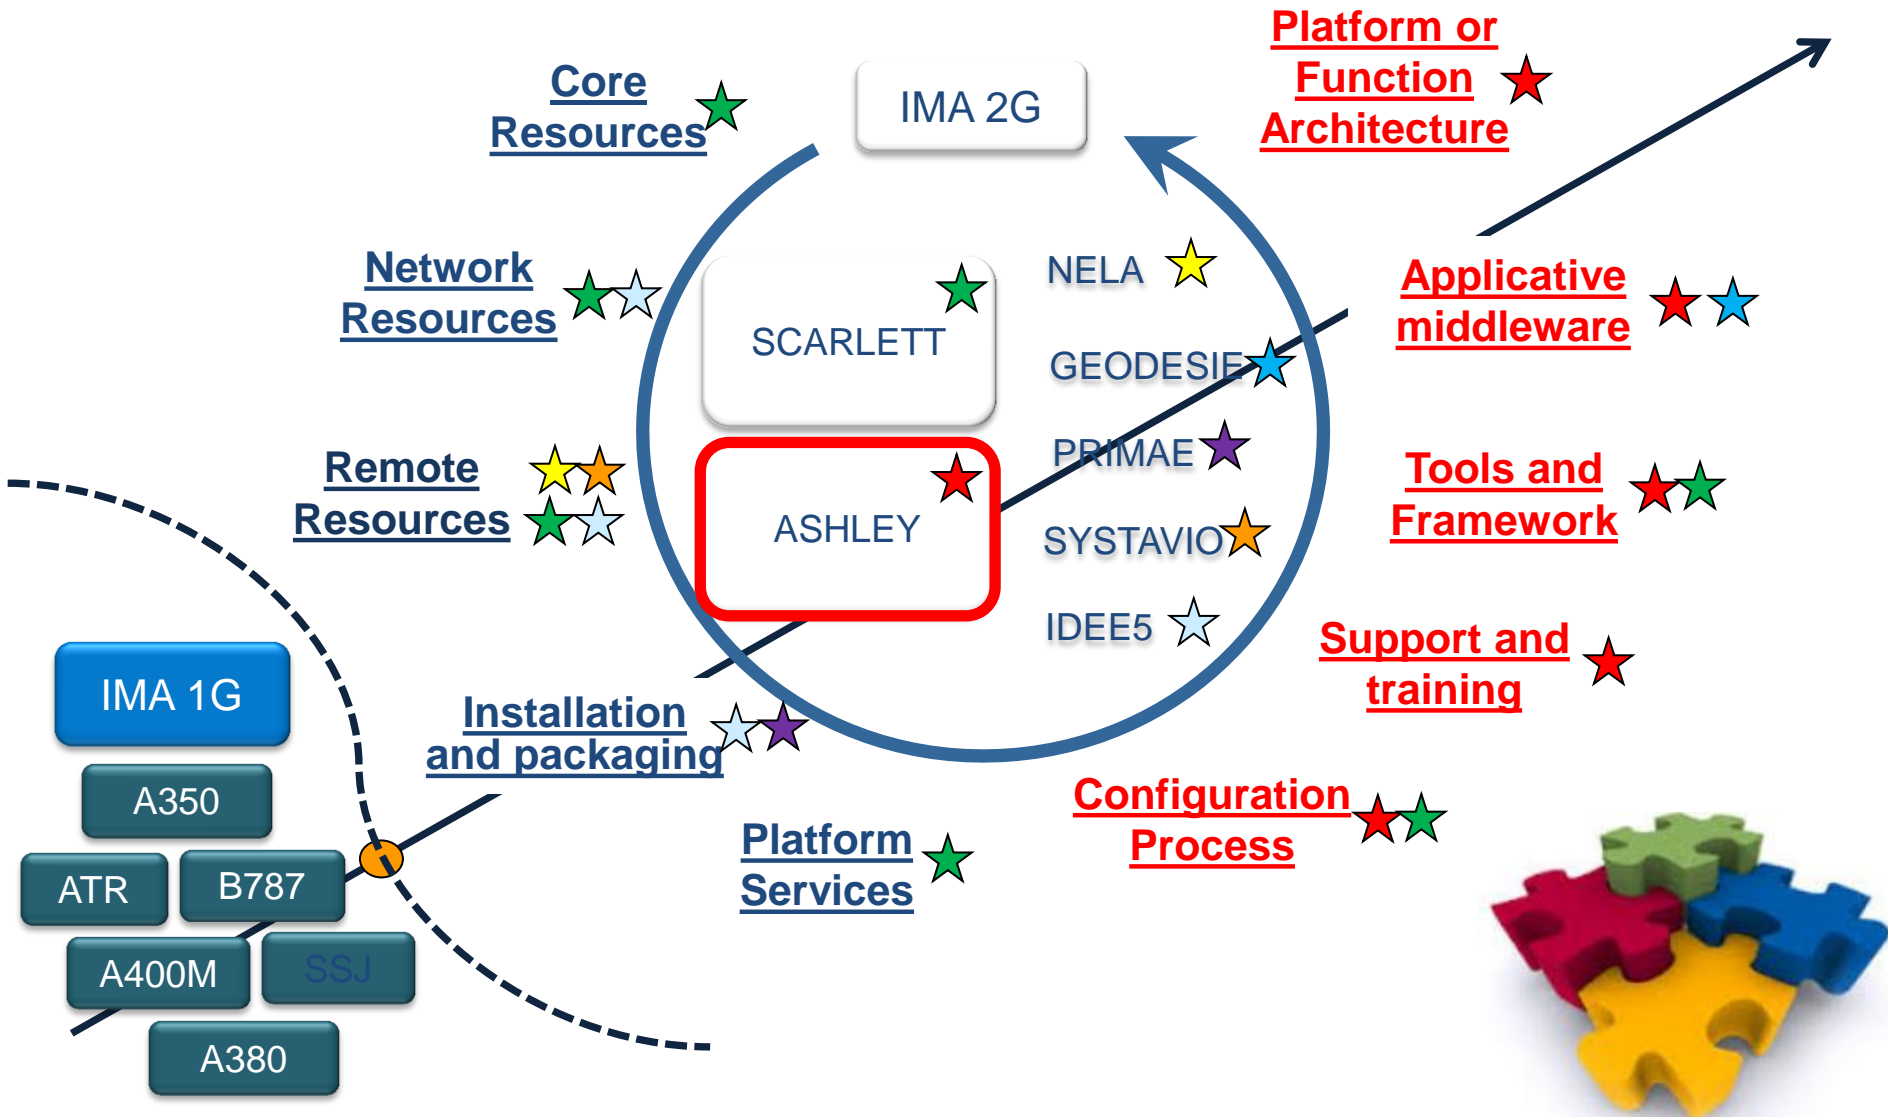 Platform or
Function
Architecture
Core
Resources
IMA 2G
Network
Resources
SCARLETT
NELA
Applicative
middleware
GEODESIE
Remote
Resources
ASHLEY
PRIMAE
SYSTAVIO
Tools and
Framework
IDEE5
Support and
training
IMA 1G
Installation
and packaging
A350
Configuration
Process
Platform
Services
ATR
B787
A400M
SSJ
A380